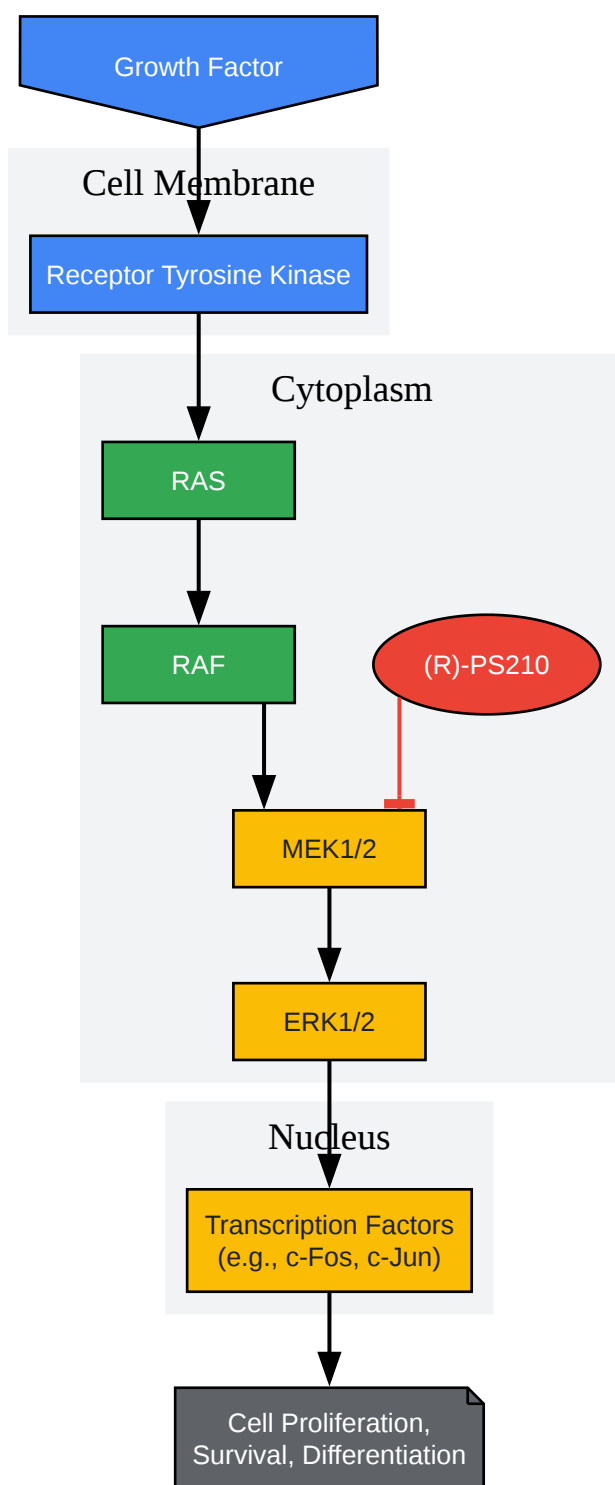 Growth Factor
Cell Membrane
Receptor Tyrosine Kinase
Cytoplasm
RAS
RAF
(R)-PS210
MEK1/2
ERK1/2
Nucleus
Transcription Factors
(e.g., c-Fos, c-Jun)
Cell Proliferation,
Survival, Differentiation